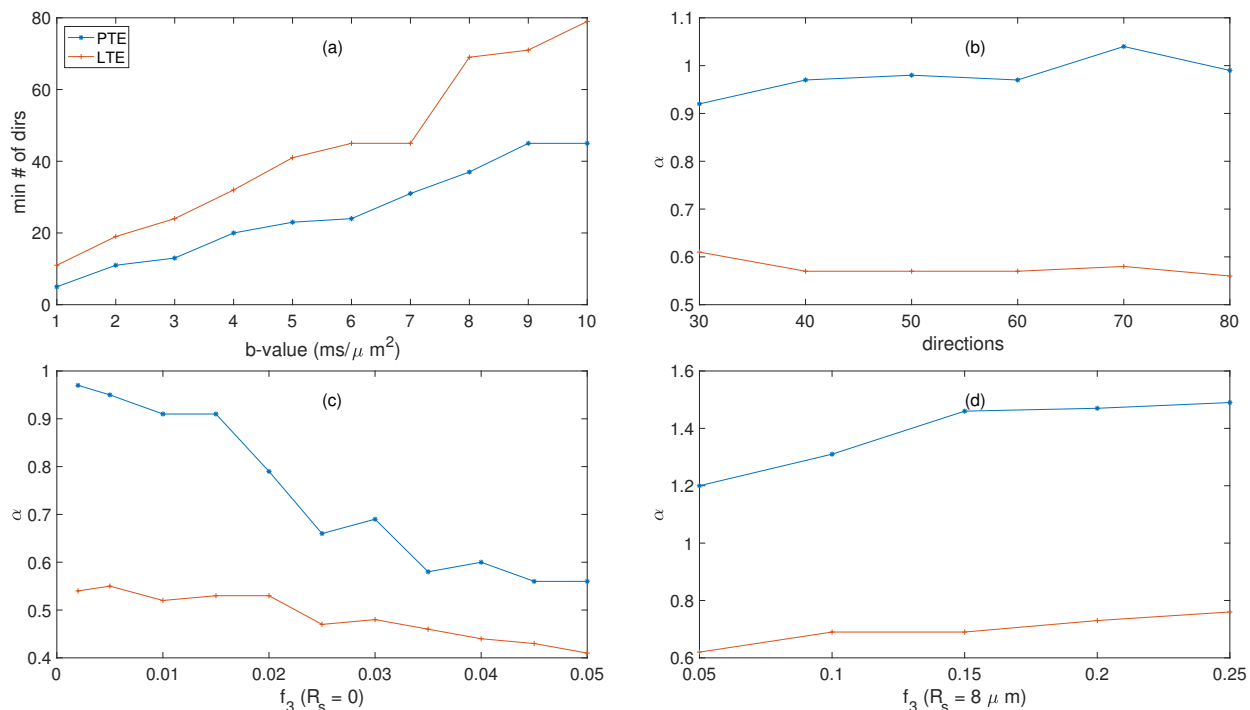 PTE
LTE
(a)
80
60
40
20
0
min # of dirs
1 2 3 4 5 6 7 8 9 10
b-value (ms/μ m²)
(b)
1.1
1
0.9
0.8
0.7
0.6
0.5
α
30 40 50 60 70 80
directions
(c)
1
0.9
0.8
0.7
0.6
0.5
0.4
α
0 0.01 0.02 0.03 0.04 0.05
f_3 (R_s = 0)
(d)
1.6
1.4
1.2
1
0.8
0.6
α
0.05 0.1 0.15 0.2 0.25
f_3 (R_s = 8 μ m)